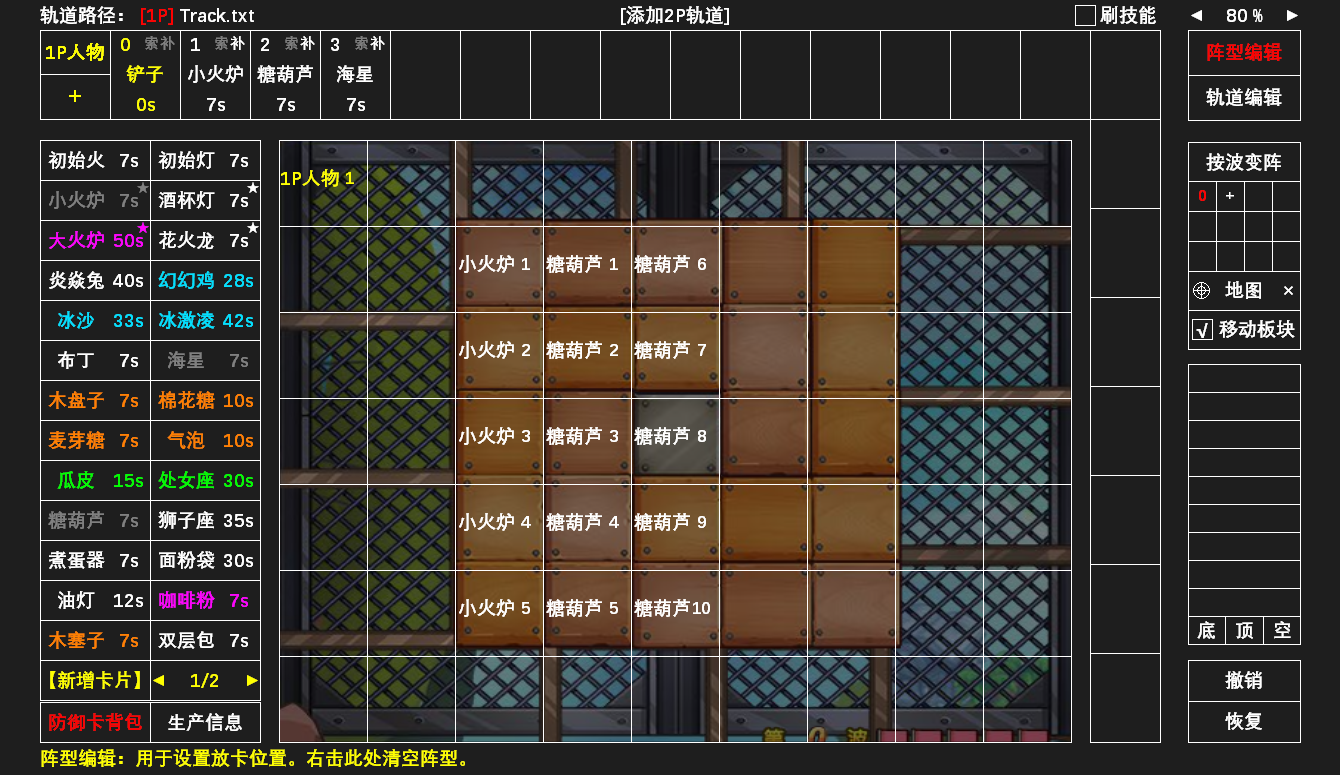 轨道路径: [1P] Track.txt [添加2P轨道] 刷技能 ◀ 80 % ▶
1P人物 +
0 索补 铲子 0s
1 索补 小火炉 7s
2 索补 糖葫芦 7s
3 索补 海星 7s
阵型编辑
轨道编辑
初始火 7s 初始灯 7s
小火炉 7s ★ 酒杯灯 7s ★
大火炉 50s ★ 花火龙 7s ★
炎焱兔 40s 幻幻鸡 28s
冰沙 33s 冰激凌 42s
布丁 7s 海星 7s
木盘子 7s 棉花糖 10s
麦芽糖 7s 气泡 10s
瓜皮 15s 处女座 30s
糖葫芦 7s 狮子座 35s
煮蛋器 7s 面粉袋 30s
油灯 12s 咖啡粉 7s
木塞子 7s 双层包 7s
【新增卡片】 ◀ 1/2 ▶
防御卡背包 生产信息
1P人物 1
小火炉 1 糖葫芦 1 糖葫芦 6
小火炉 2 糖葫芦 2 糖葫芦 7
小火炉 3 糖葫芦 3 糖葫芦 8
小火炉 4 糖葫芦 4 糖葫芦 9
小火炉 5 糖葫芦 5 糖葫芦10
第 0 波
按波变阵
0 +
地图 ×
√ 移动板块
底 顶 空
撤销
恢复
阵型编辑: 用于设置放卡位置。右击此处清空阵型。